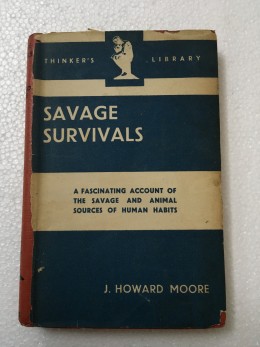 THINKER'S LIBRARY
SAVAGE
SURVIVALS
A FASCINATING ACCOUNT OF
THE SAVAGE AND ANIMAL
SOURCES OF HUMAN HABITS
J. HOWARD MOORE